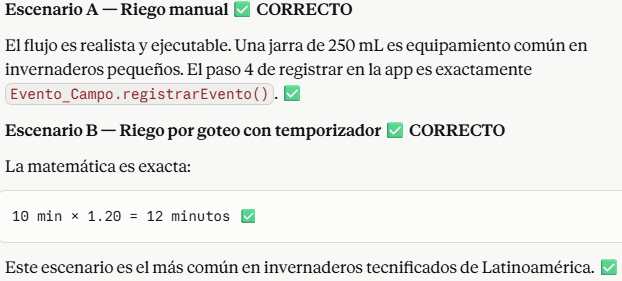 Escenario A — Riego manual ✅ CORRECTO
El flujo es realista y ejecutable. Una jarra de 250 mL es equipamiento común en
invernaderos pequeños. El paso 4 de registrar en la app es exactamente
Evento_Campo.registrarEvento(). ✅
Escenario B — Riego por goteo con temporizador ✅ CORRECTO
La matemática es exacta:
10 min × 1.20 = 12 minutos ✅
Este escenario es el más común en invernaderos tecnificados de Latinoamérica. ✅